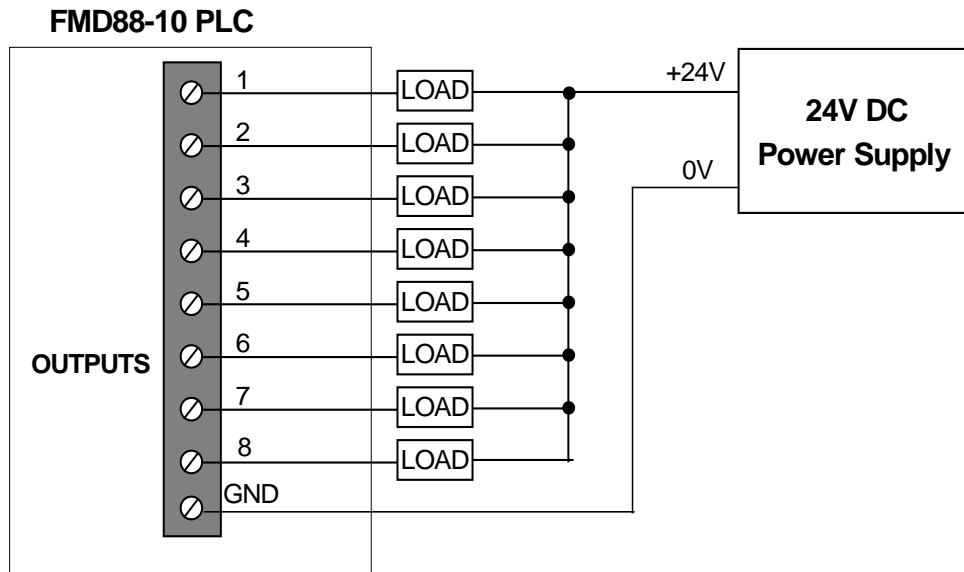 FMD88-10 PLC
1
LOAD
+24V
24V DC
Power Supply
2
LOAD
3
LOAD
0V
4
LOAD
5
LOAD
OUTPUTS
6
LOAD
7
LOAD
8
LOAD
GND